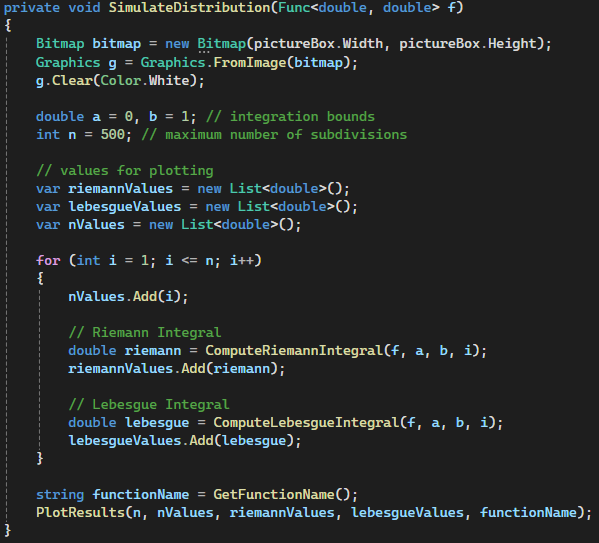 private void SimulateDistribution(Func<double, double> f)
{
    Bitmap bitmap = new Bitmap(pictureBox.Width, pictureBox.Height);
    Graphics g = Graphics.FromImage(bitmap);
    g.Clear(Color.White);

    double a = 0, b = 1; // integration bounds
    int n = 500; // maximum number of subdivisions

    // values for plotting
    var riemannValues = new List<double>();
    var lebesgueValues = new List<double>();
    var nValues = new List<double>();

    for (int i = 1; i <= n; i++)
    {
        nValues.Add(i);

        // Riemann Integral
        double riemann = ComputeRiemannIntegral(f, a, b, i);
        riemannValues.Add(riemann);

        // Lebesgue Integral
        double lebesgue = ComputeLebesgueIntegral(f, a, b, i);
        lebesgueValues.Add(lebesgue);
    }

    string functionName = GetFunctionName();
    PlotResults(n, nValues, riemannValues, lebesgueValues, functionName);
}